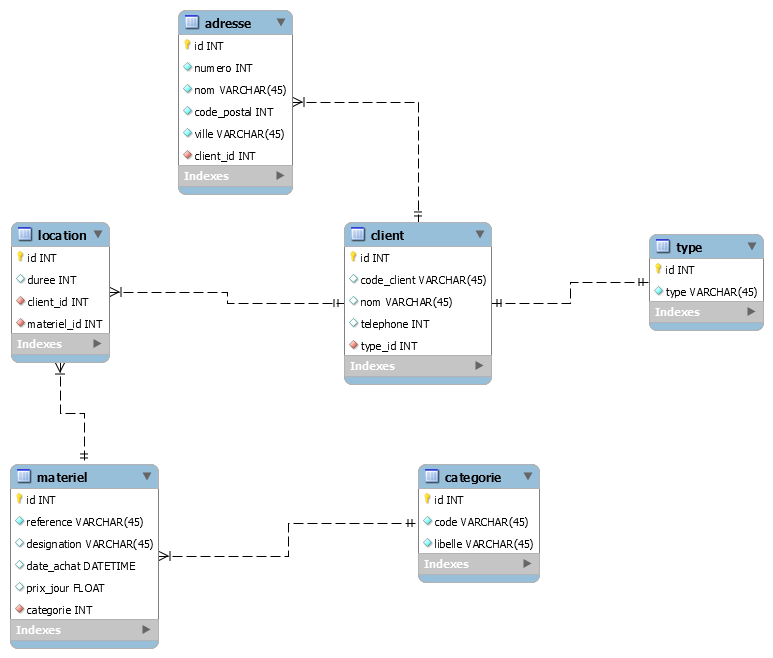 adresse
id INT
numero INT
nom VARCHAR(45)
code_postal INT
ville VARCHAR(45)
client_id INT
Indexes
location
id INT
duree INT
client_id INT
materiel_id INT
Indexes
client
id INT
code_client VARCHAR(45)
nom VARCHAR(45)
telephone INT
type_id INT
Indexes
type
id INT
type VARCHAR(45)
Indexes
materiel
id INT
reference VARCHAR(45)
designation VARCHAR(45)
date_achat DATETIME
prix_jour FLOAT
categorie INT
Indexes
categorie
id INT
code VARCHAR(45)
libelle VARCHAR(45)
Indexes